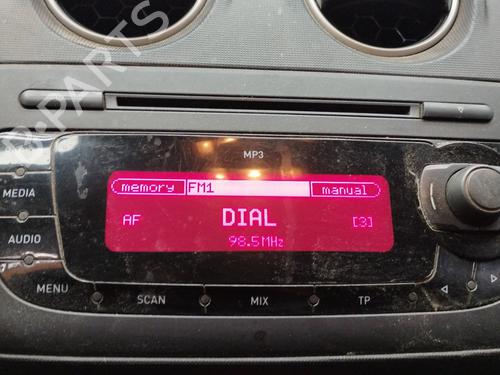 PARTS
MP3
memory FM1 manual
MEDIA
AF DIAL [3]
AUDIO
98.5MHz
MENU SCAN MIX TP